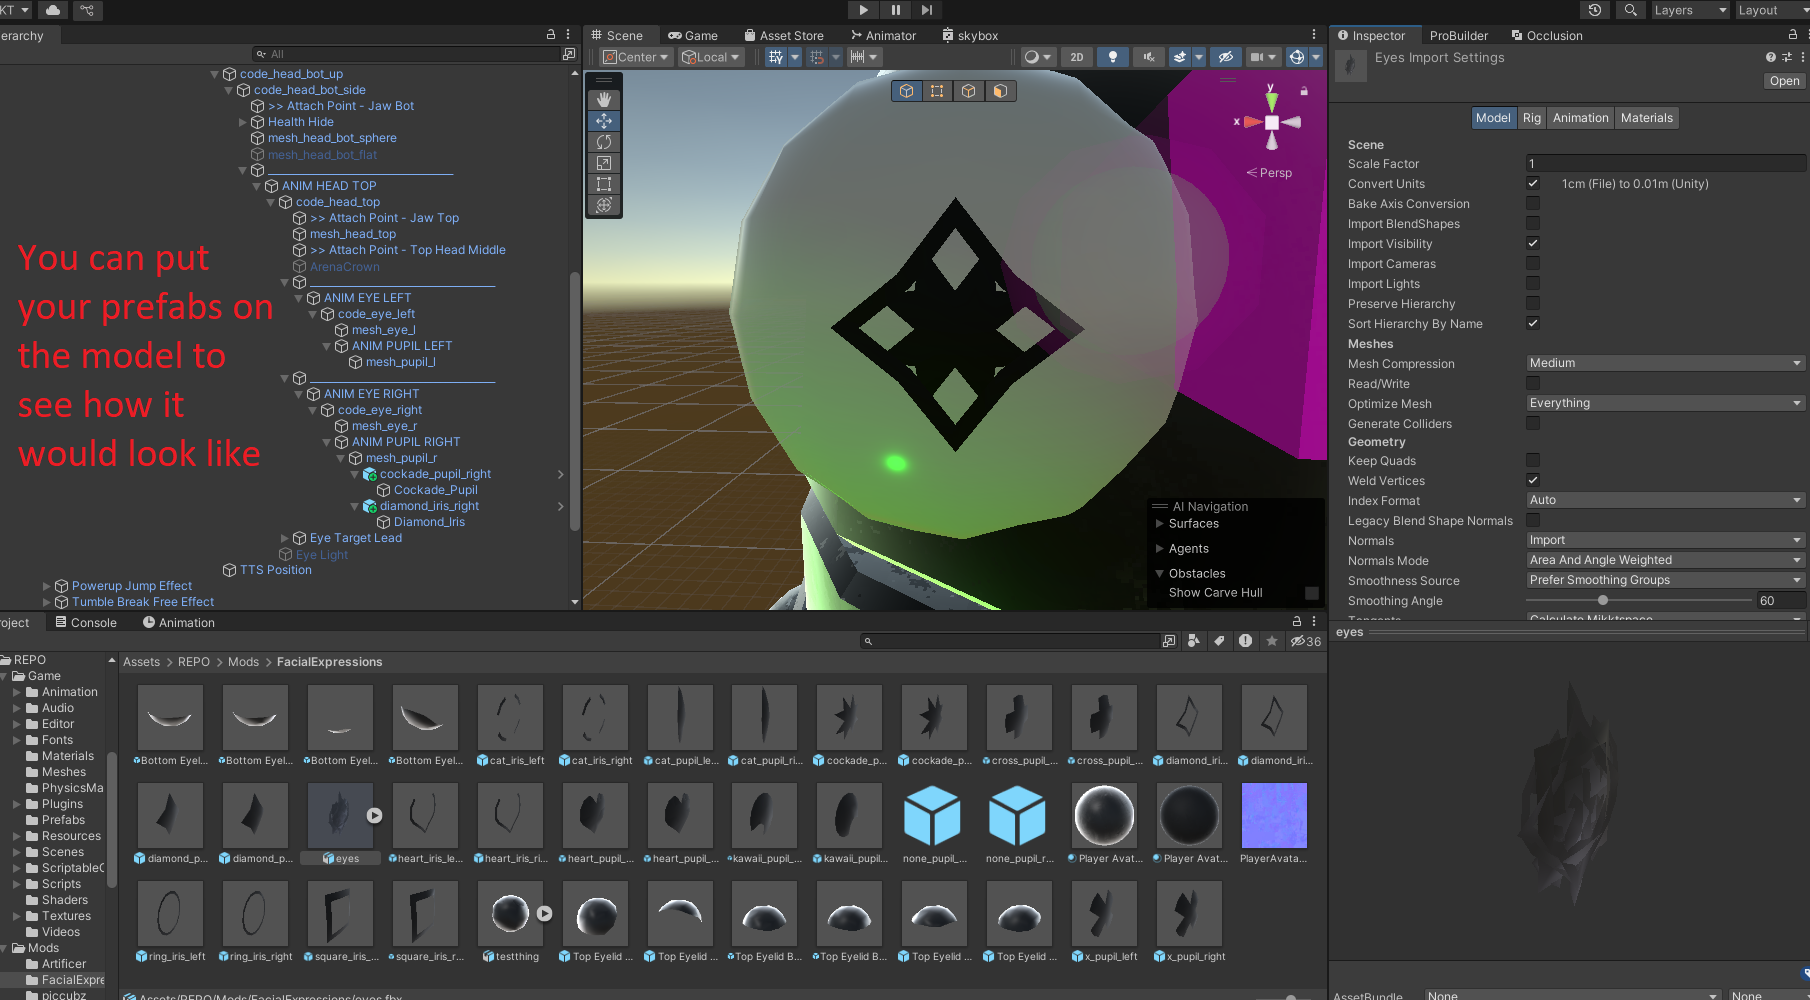 KT
Layers
Layout
erarchy
All
code_head_bot_up
code_head_bot_side
>> Attach Point - Jaw Bot
Health Hide
mesh_head_bot_sphere
mesh_head_bot_flat
ANIM HEAD TOP
code_head_top
>> Attach Point - Jaw Top
mesh_head_top
>> Attach Point - Top Head Middle
ArenaCrown
ANIM EYE LEFT
code_eye_left
mesh_eye_l
ANIM PUPIL LEFT
mesh_pupil_l
ANIM EYE RIGHT
code_eye_right
mesh_eye_r
ANIM PUPIL RIGHT
mesh_pupil_r
cockade_pupil_right
Cockade_Pupil
diamond_iris_right
Diamond_Iris
Eye Target Lead
Eye Light
TTS Position
Powerup Jump Effect
Tumble Break Free Effect
You can put
your prefabs on
the model to
see how it
would look like
Scene Game Asset Store Animator skybox
Center Local 2D
y
x
Persp
AI Navigation
Surfaces
Agents
Obstacles
Show Carve Hull
Inspector ProBuilder Occlusion
Eyes Import Settings
Open
Model Rig Animation Materials
Scene
Scale Factor 1
Convert Units 1cm (File) to 0.01m (Unity)
Bake Axis Conversion
Import BlendShapes
Import Visibility
Import Cameras
Import Lights
Preserve Hierarchy
Sort Hierarchy By Name
Meshes
Mesh Compression Medium
Read/Write
Optimize Mesh Everything
Generate Colliders
Geometry
Keep Quads
Weld Vertices
Index Format Auto
Legacy Blend Shape Normals
Normals Import
Normals Mode Area And Angle Weighted
Smoothness Source Prefer Smoothing Groups
Smoothing Angle 60
Tangents Calculate Mikktspace
eyes
AssetBundle None None
roject Console Animation
36
REPO
Game
Animation
Audio
Editor
Fonts
Materials
Meshes
PhysicsMa
Plugins
Prefabs
Resources
Scenes
ScriptableC
Scripts
Shaders
Textures
Videos
Mods
Artificer
FacialExpre
piccubz
Assets > REPO > Mods > FacialExpressions
Bottom Eyel... Bottom Eyel... Bottom Eyel... Bottom Eyel... cat_iris_left cat_iris_right cat_pupil_le... cat_pupil_ri... cockade_p... cockade_p... cross_pupil_... cross_pupil_... diamond_iri... diamond_iri...
diamond_p... diamond_p... eyes heart_iris_le... heart_iris_ri... heart_pupil_... heart_pupil_... kawaii_pupil_... kawaii_pupil... none_pupil_... none_pupil_r... Player Avat... Player Avat... PlayerAvata...
ring_iris_left ring_iris_right square_iris_... square_iris_r... testthing Top Eyelid ... Top Eyelid ... Top Eyelid B... Top Eyelid B... Top Eyelid ... Top Eyelid ... x_pupil_left x_pupil_right
Assets/REPO/Mods/FacialExpressions/eyes.fbx